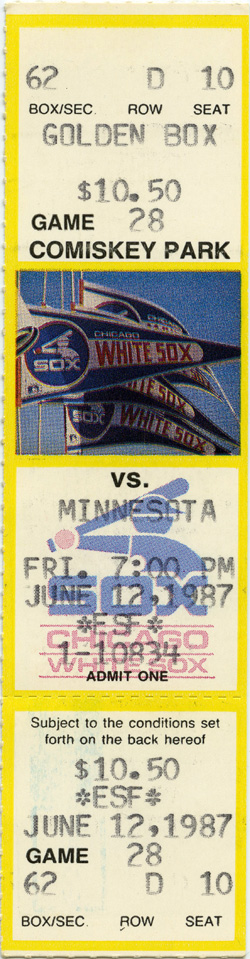 62 D 10
BOX/SEC. ROW SEAT
GOLDEN BOX
$10.50
GAME 28
COMISKEY PARK
CHICAGO
WHITE SOX
SOX
WHITE SOX
VS.
MINNESOTA
FRI. 7:00 PM
JUNE 12,1987
SOX
*ESF*
CHICAGO
1-10834
WHITE SOX
ADMIT ONE
Subject to the conditions set
forth on the back hereof
$10.50
*ESF*
JUNE 12,1987
GAME 28
62 D 10
BOX/SEC. ROW SEAT